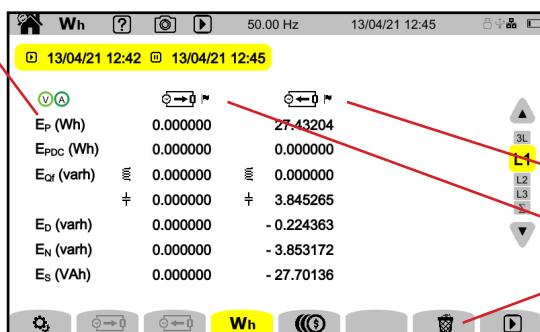 Wh ? 50.00 Hz 13/04/21 12:45
13/04/21 12:42 13/04/21 12:45
V A
EP (Wh) 0.000000 27.43204
EPDC (Wh) 0.000000 0.000000
EQf (varh) 0.000000 0.000000
0.000000 3.845265
ED (varh) 0.000000 - 0.224363
EN (varh) 0.000000 - 3.853172
ES (VAh) 0.000000 - 27.70136
3L
L1
L2
L3
Σ
Wh $